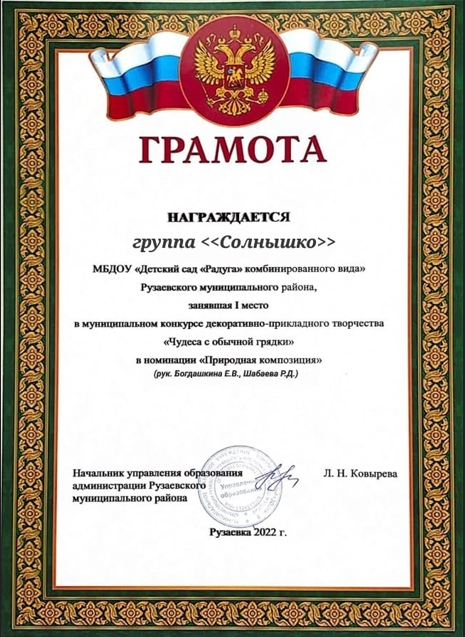 ГРАМОТА
НАГРАЖДАЕТСЯ
группа <<Солнышко>>
МБДОУ «Детский сад «Радуга» комбинированного вида»
Рузаевского муниципального района,
занявшая I место
в муниципальном конкурсе декоративно-прикладного творчества
«Чудеса с обычной грядки»
в номинации «Природная композиция»
(рук. Богдашкина Е.В., Шабаева Р.Д.)
Начальник управления образования
администрации Рузаевского
муниципального района
Л. Н. Ковырева
Управление
образования
Рузаевка 2022 г.